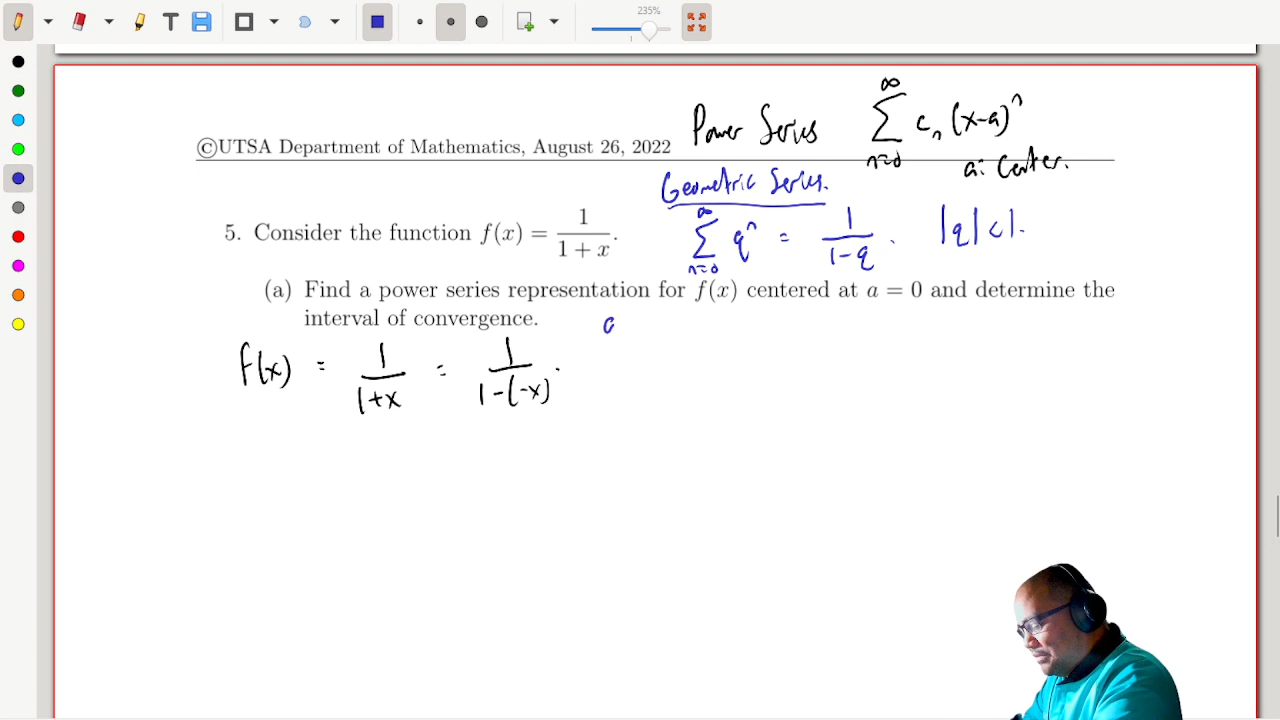 235%
Power Series ∑_{n=0}^{∞} c_n (x-a)^n
©UTSA Department of Mathematics, August 26, 2022
a: Center.
Geometric Series.
∑_{n=0}^{∞} q^n = 1/(1-q). |q|<1.
5. Consider the function f(x) = 1/(1 + x).
(a) Find a power series representation for f(x) centered at a = 0 and determine the
interval of convergence.
f(x) = 1/(1+x) = 1/(1-(-x)).